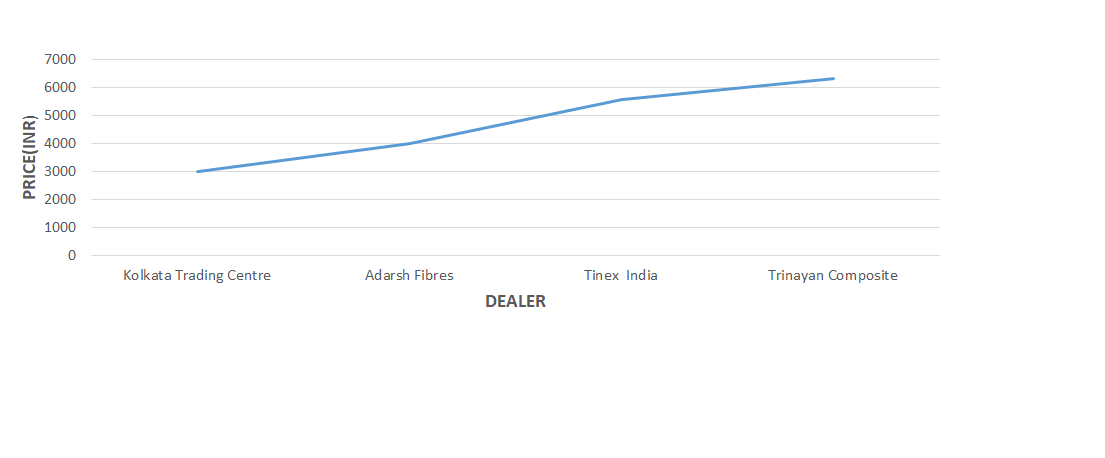 7000
6000
5000
4000
3000
2000
1000
0
PRICE(INR)
Kolkata Trading Centre Adarsh Fibres Tinex  India Trinayan Composite
DEALER